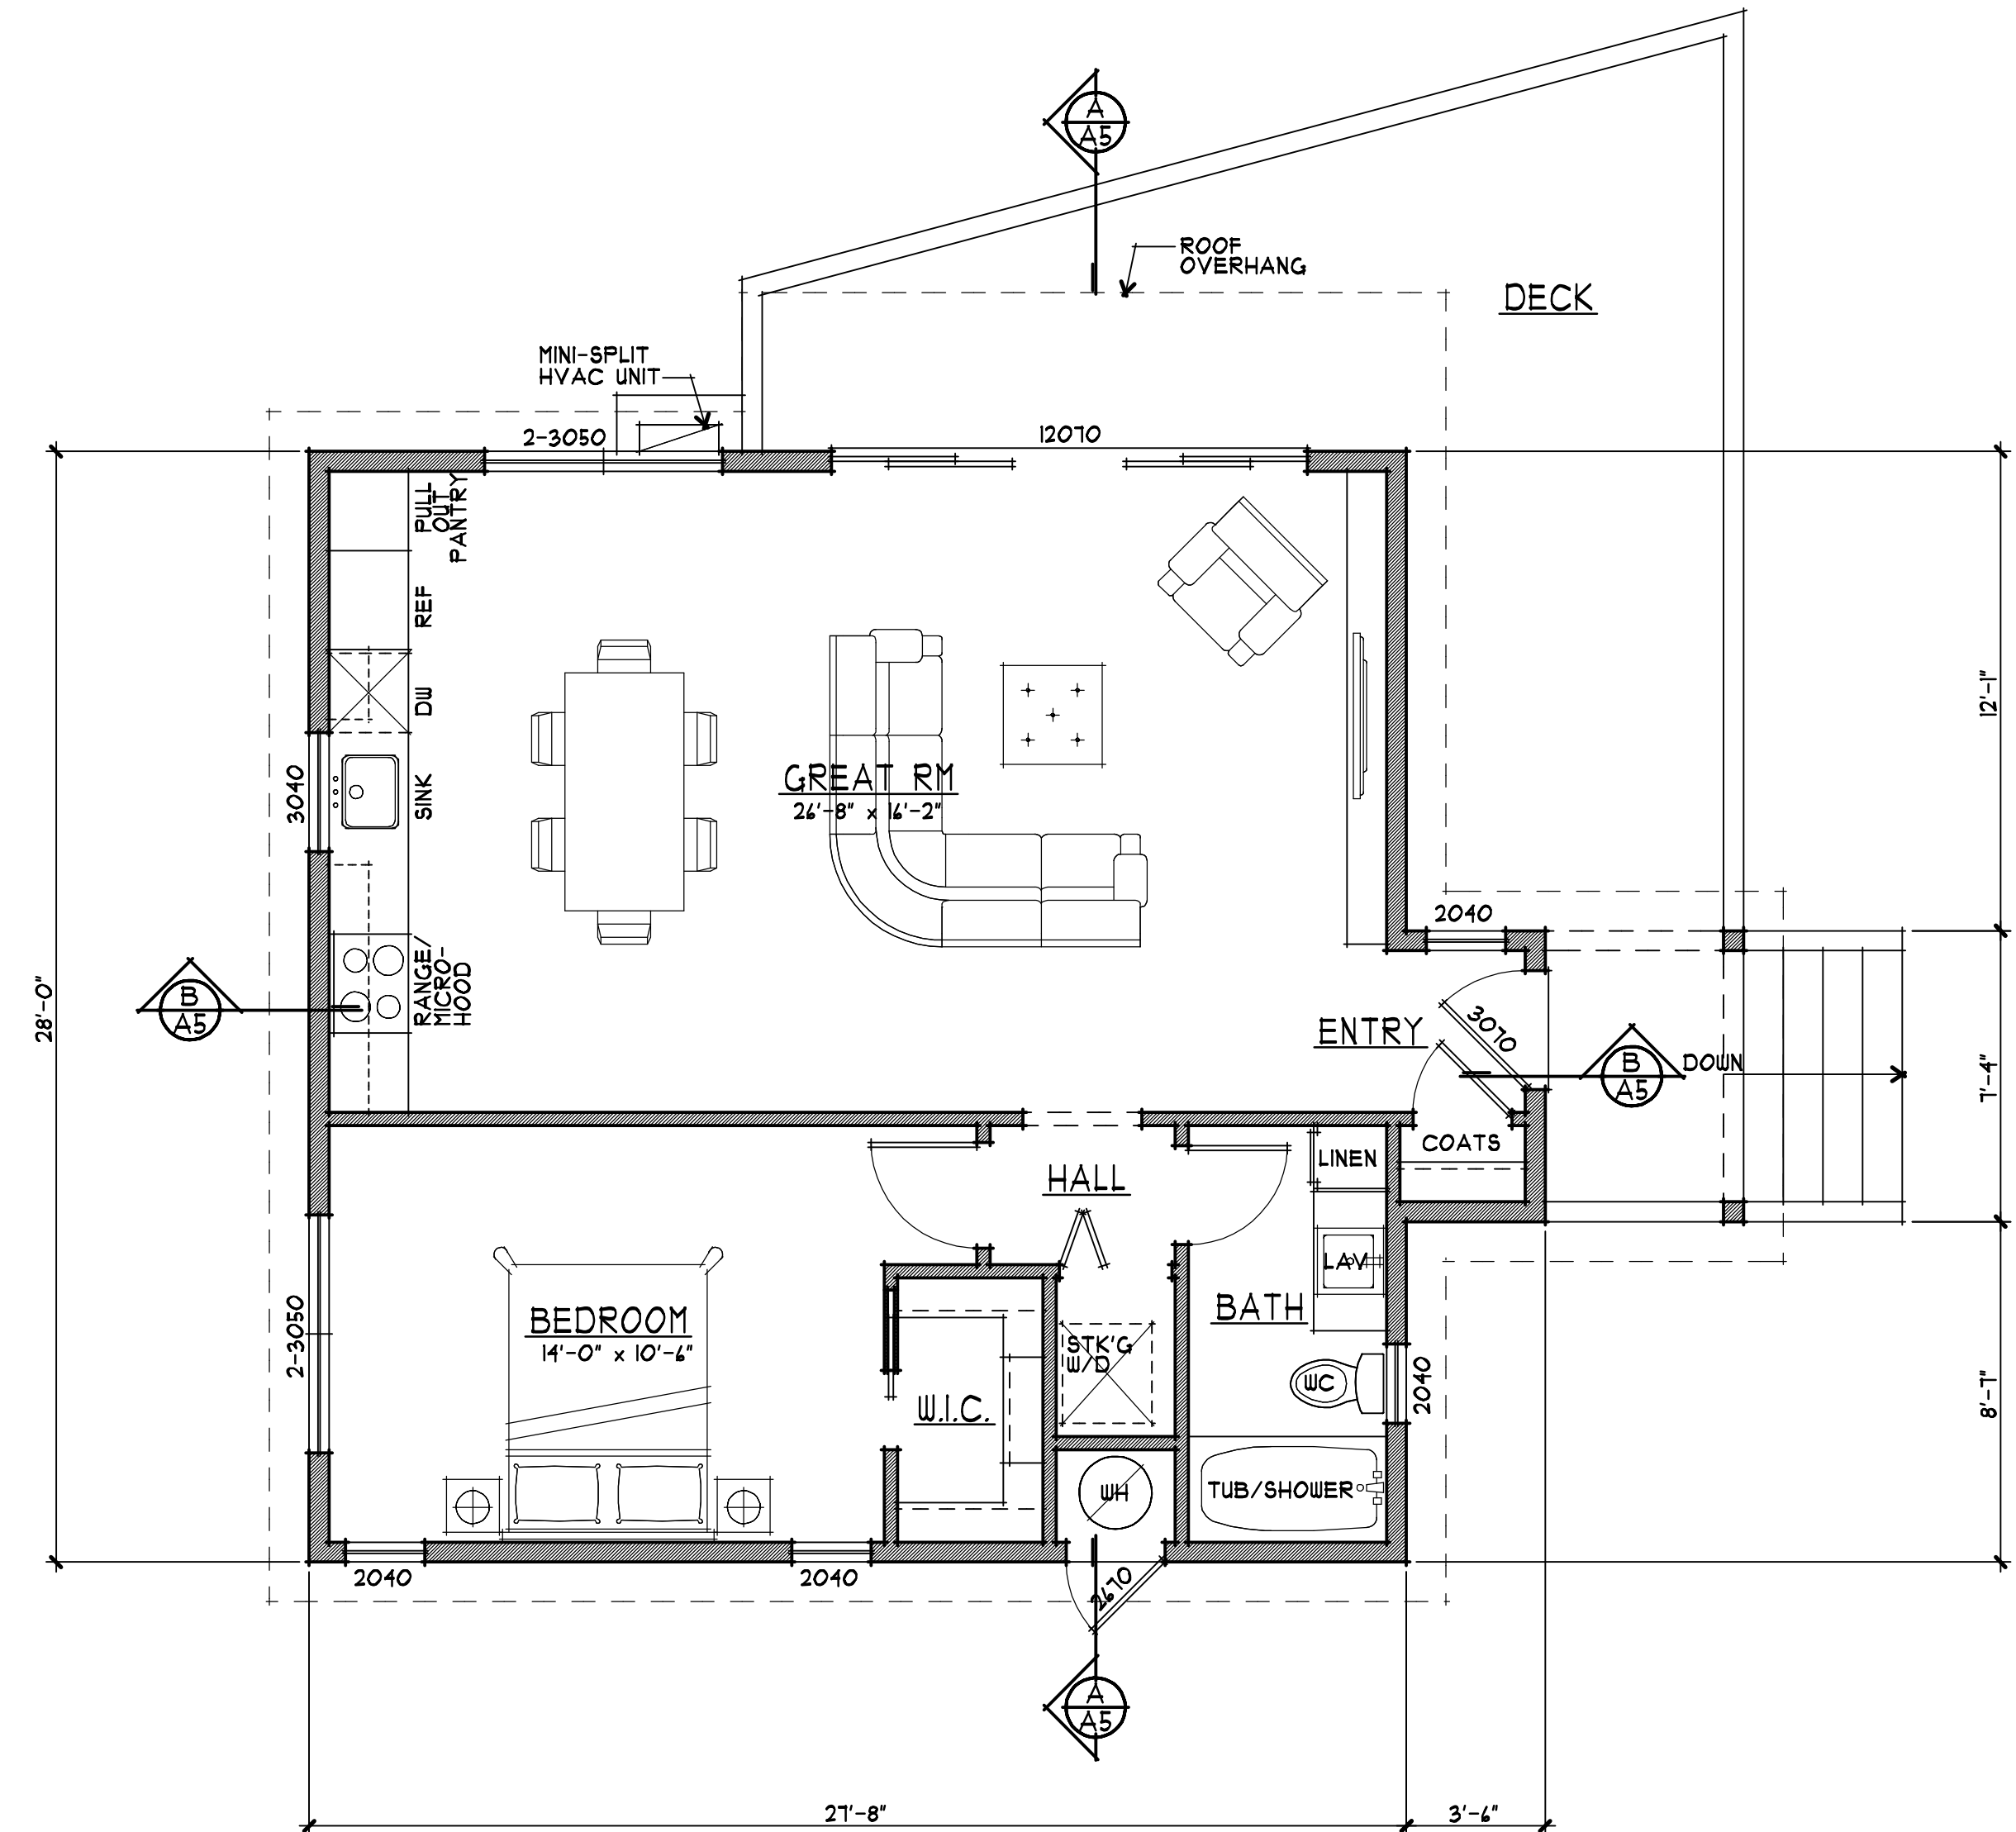 A
A5
ROOF
OVERHANG
DECK
MINI-SPLIT
HVAC UNIT
2-3050
12070
PULL
OUT
PANTRY
REF
DW
3040
SINK
GREAT RM
26'-8" x 16'-2"
12'-1"
2040
RANGE/
MICRO-
HOOD
28'-0"
B
A5
ENTRY
3070
B
A5
DOWN
7'-4"
COATS
LINEN
HALL
LAV
BATH
BEDROOM
14'-0" x 10'-6"
2-3050
STK'G
W/D
W.I.C.
WC
2040
8'-7"
WH
TUB/SHOWER
2040
2040
2670
A
A5
27'-8"
3'-6"